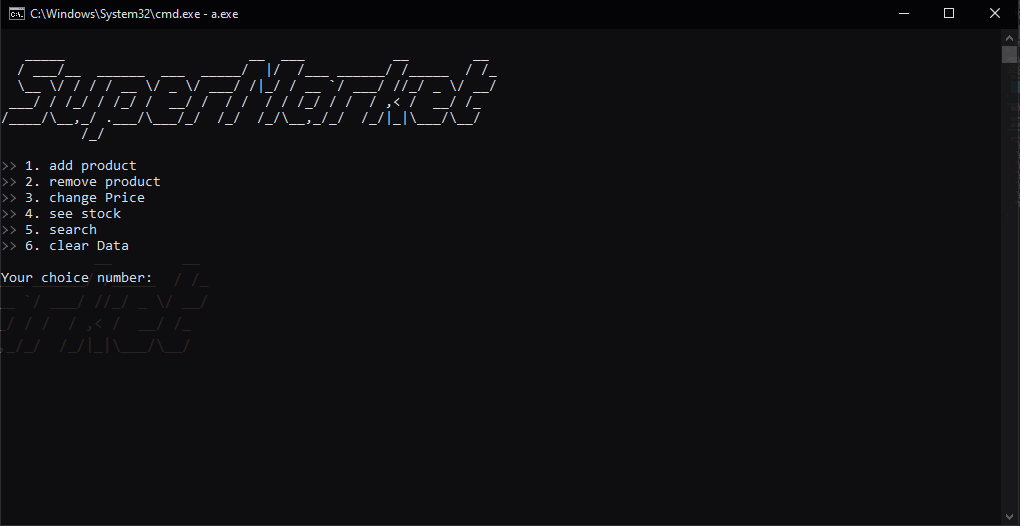 C:\Windows\System32\cmd.exe - a.exe
SuperMarket
>> 1. add product
>> 2. remove product
>> 3. change Price
>> 4. see stock
>> 5. search
>> 6. clear Data
Your choice number: